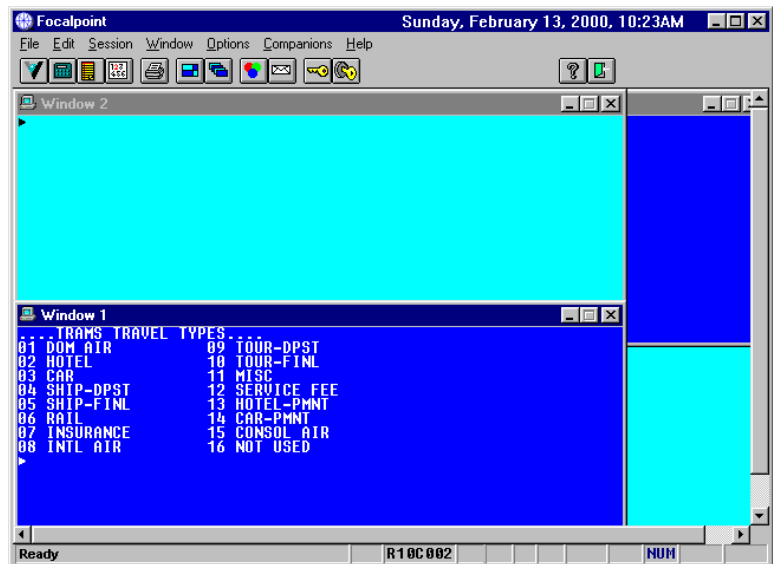 Focalpoint Sunday, February 13, 2000, 10:23AM
File Edit Session Window Options Companions Help
Window 2
Window 1
....TRAMS TRAVEL TYPES....
01 DOM AIR 09 TOUR-DPST
02 HOTEL 10 TOUR-FINL
03 CAR 11 MISC
04 SHIP-DPST 12 SERVICE FEE
05 SHIP-FINL 13 HOTEL-PMNT
06 RAIL 14 CAR-PMNT
07 INSURANCE 15 CONSOL AIR
08 INTL AIR 16 NOT USED
Ready R10C002 NUM